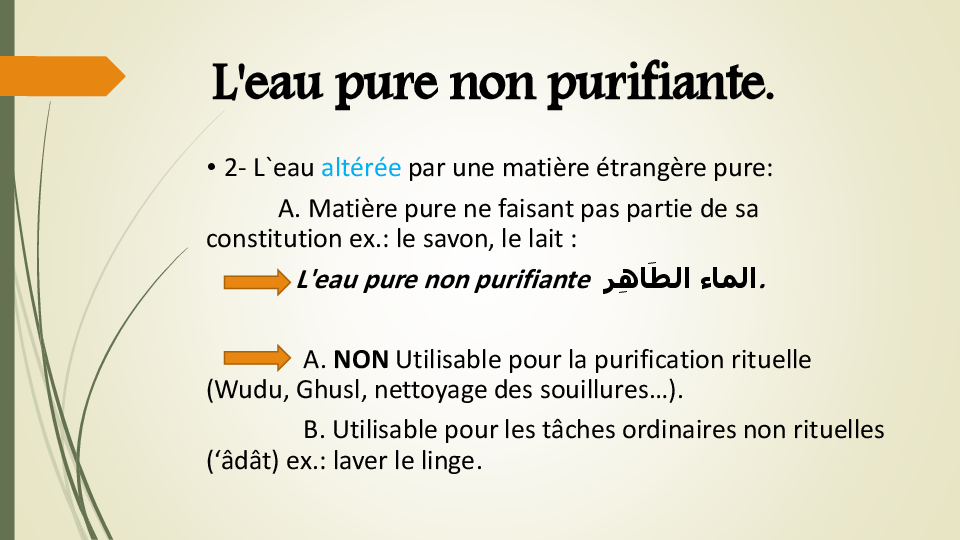 L'eau pure non purifiante.
• 2- L`eau altérée par une matière étrangère pure:
A. Matière pure ne faisant pas partie de sa
constitution ex.: le savon, le lait :
L'eau pure non purifiante الماء الطَاهِر.
A. NON Utilisable pour la purification rituelle
(Wudu, Ghusl, nettoyage des souillures…).
B. Utilisable pour les tâches ordinaires non rituelles
(‘âdât) ex.: laver le linge.